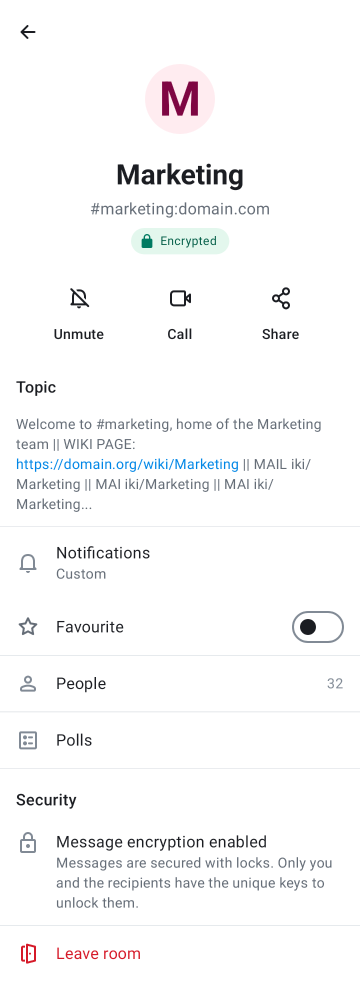 M
Marketing
#marketing:domain.com
Encrypted
Unmute
Call
Share
Topic
Welcome to #marketing, home of the Marketing
team || WIKI PAGE:
https://domain.org/wiki/Marketing || MAIL iki/
Marketing || MAI iki/Marketing || MAI iki/
Marketing...
Notifications
Custom
Favourite
People
32
Polls
Security
Message encryption enabled
Messages are secured with locks. Only you
and the recipients have the unique keys to
unlock them.
Leave room